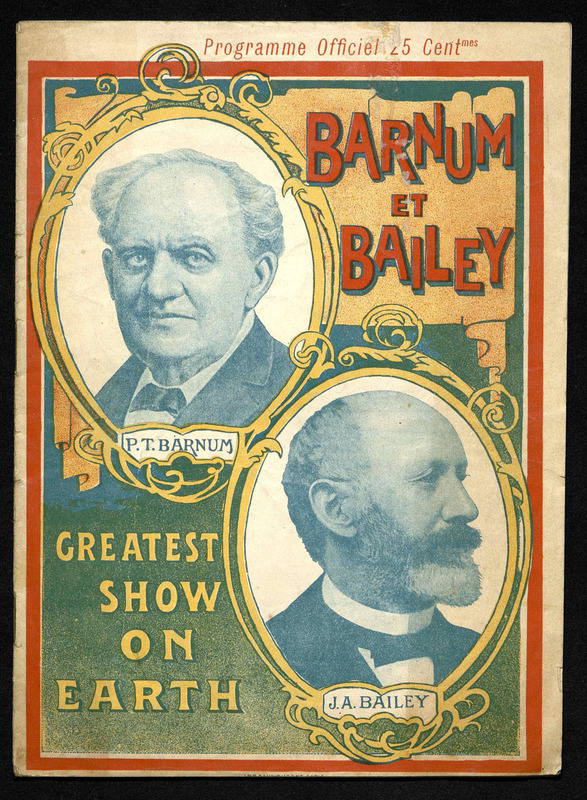 Programme Officiel 25 Centmes
BARNUM
ET
BAILEY
P.T. BARNUM
GREATEST
SHOW
ON
EARTH
J.A. BAILEY